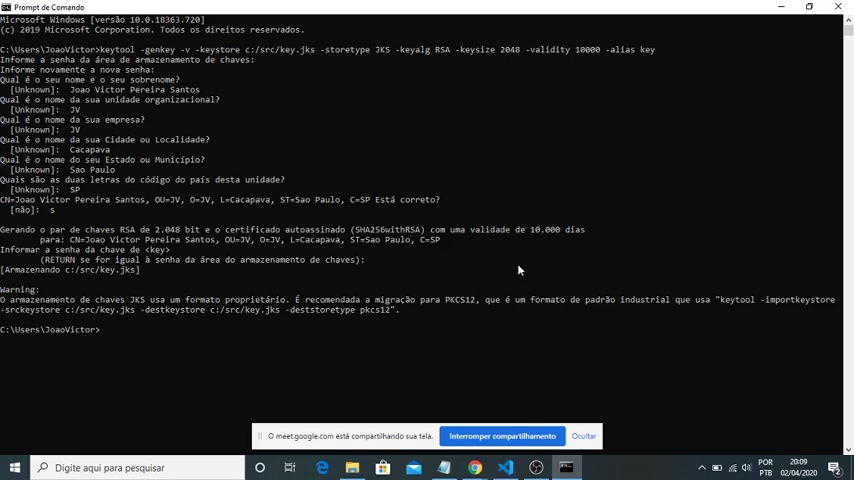 Prompt de Comando
Microsoft Windows [versão 10.0.18363.720]
(c) 2019 Microsoft Corporation. Todos os direitos reservados.
C:\Users\JoaoVictor>keytool -genkey -v -keystore c:/src/key.jks -storetype JKS -keyalg RSA -keysize 2048 -validity 10000 -alias key
Informe a senha da área de armazenamento de chaves:
Informe novamente a nova senha:
Qual é o seu nome e o seu sobrenome?
[Unknown]:  Joao Victor Pereira Santos
Qual é o nome da sua unidade organizacional?
[Unknown]:  JV
Qual é o nome da sua empresa?
[Unknown]:  JV
Qual é o nome da sua Cidade ou Localidade?
[Unknown]:  Cacapava
Qual é o nome do seu Estado ou Município?
[Unknown]:  Sao Paulo
Quais são as duas letras do código do país desta unidade?
[Unknown]:  SP
CN=Joao Victor Pereira Santos, OU=JV, O=JV, L=Cacapava, ST=Sao Paulo, C=SP Está correto?
[não]:  s
Gerando o par de chaves RSA de 2.048 bit e o certificado autoassinado (SHA256withRSA) com uma validade de 10.000 dias
para: CN=Joao Victor Pereira Santos, OU=JV, O=JV, L=Cacapava, ST=Sao Paulo, C=SP
Informar a senha da chave de <key>
(RETURN se for igual à senha da área do armazenamento de chaves):
[Armazenando c:/src/key.jks]
Warning:
O armazenamento de chaves JKS usa um formato proprietário. É recomendada a migração para PKCS12, que é um formato de padrão industrial que usa "keytool -importkeystore
-srckeystore c:/src/key.jks -destkeystore c:/src/key.jks -deststoretype pkcs12".
C:\Users\JoaoVictor>
O meet.google.com está compartilhando sua tela.
Interromper compartilhamento
Ocultar
Digite aqui para pesquisar
POR
PTB
20:09
02/04/2020
2